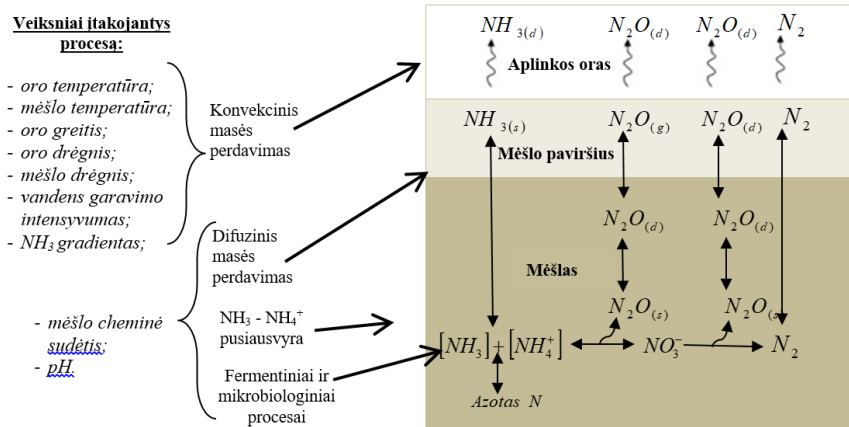 Veiksniai įtakojantys
procesą:
- oro temperatūra;
- mėšlo temperatūra;
- oro greitis;
- oro drėgnis;
- mėšlo drėgnis;
- vandens garavimo
intensyvumas;
- NH₃ gradientas;
- mėšlo cheminė
sudėtis;
- pH
Konvekcinis
masės
perdavimas
Difuzinis
masės
perdavimas
NH₃ - NH₄⁺
pusiausvyra
Fermentiniai ir
mikrobiologiniai
procesai
NH₃₍d₎ N₂O₍d₎ N₂O₍d₎ N₂
Aplinkos oras
NH₃₍s₎ N₂O₍g₎ N₂O₍d₎ N₂
Mėšlo paviršius
N₂O₍d₎ N₂O₍d₎
Mėšlas
N₂O₍s₎ N₂O₍s
[NH₃]+[NH₄⁺] NO₃⁻ N₂
Azotas N